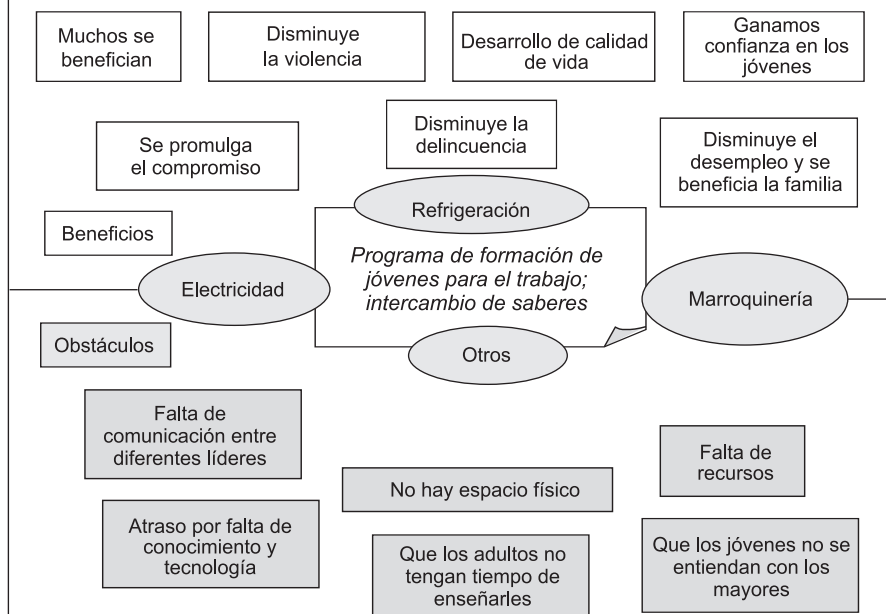 Muchos se
benefician
Disminuye
la violencia
Desarrollo de calidad
de vida
Ganamos
confianza en los
jóvenes
Se promulga
el compromiso
Disminuye la
delincuencia
Disminuye el
desempleo y se
beneficia la familia
Beneficios
Refrigeración
Electricidad
Programa de formación de
jóvenes para el trabajo;
intercambio de saberes
Marroquinería
Otros
Obstáculos
Falta de
comunicación entre
diferentes líderes
No hay espacio físico
Falta de
recursos
Atraso por falta de
conocimiento y
tecnología
Que los adultos no
tengan tiempo de
enseñarles
Que los jóvenes no se
entiendan con los
mayores